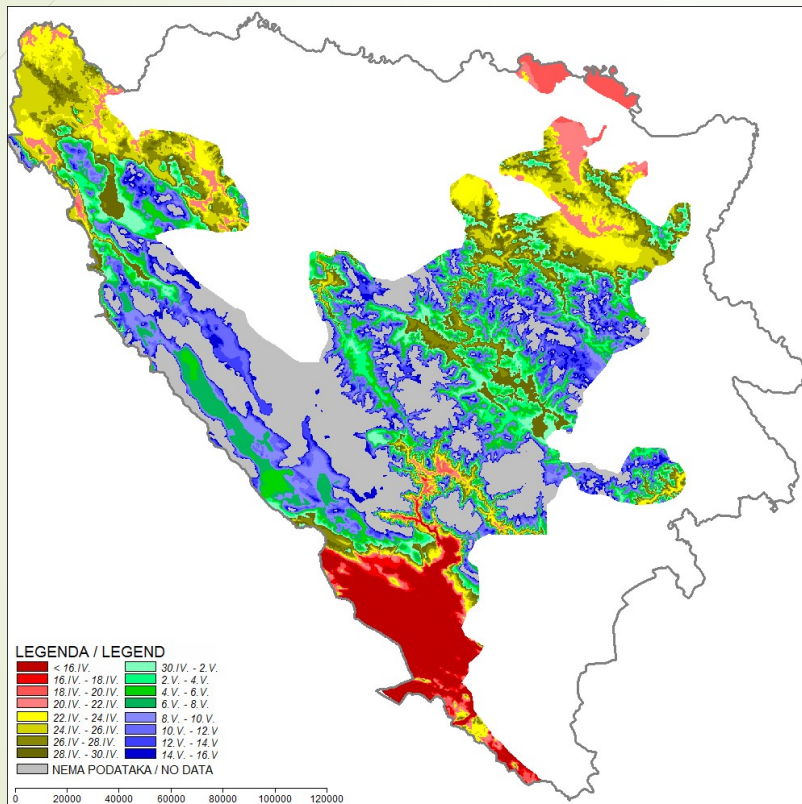 LEGENDA / LEGEND
< 16.IV.
16.IV. - 18.IV.
18.IV. - 20.IV.
20.IV. - 22.IV.
22.IV. - 24.IV.
24.IV. - 26.IV.
26.IV - 28.IV.
28.IV. - 30.IV.
30.IV. - 2.V.
2.V. - 4.V.
4.V. - 6.V.
6.V. - 8.V.
8.V. - 10.V.
10.V. - 12.V
12.V. - 14.V
14.V. - 16.V
NEMA PODATAKA / NO DATA
0 20000 40000 60000 80000 100000 120000